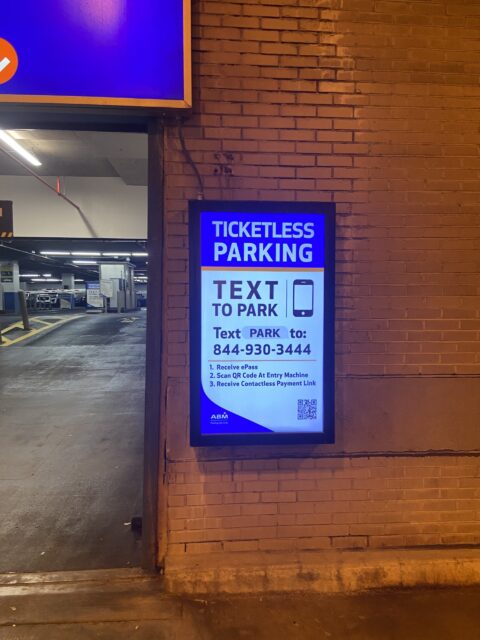 TICKETLESS
PARKING
TEXT
TO PARK
Text PARK to:
844-930-3444
1. Receive ePass
2. Scan QR Code At Entry Machine
3. Receive Contactless Payment Link
ABM